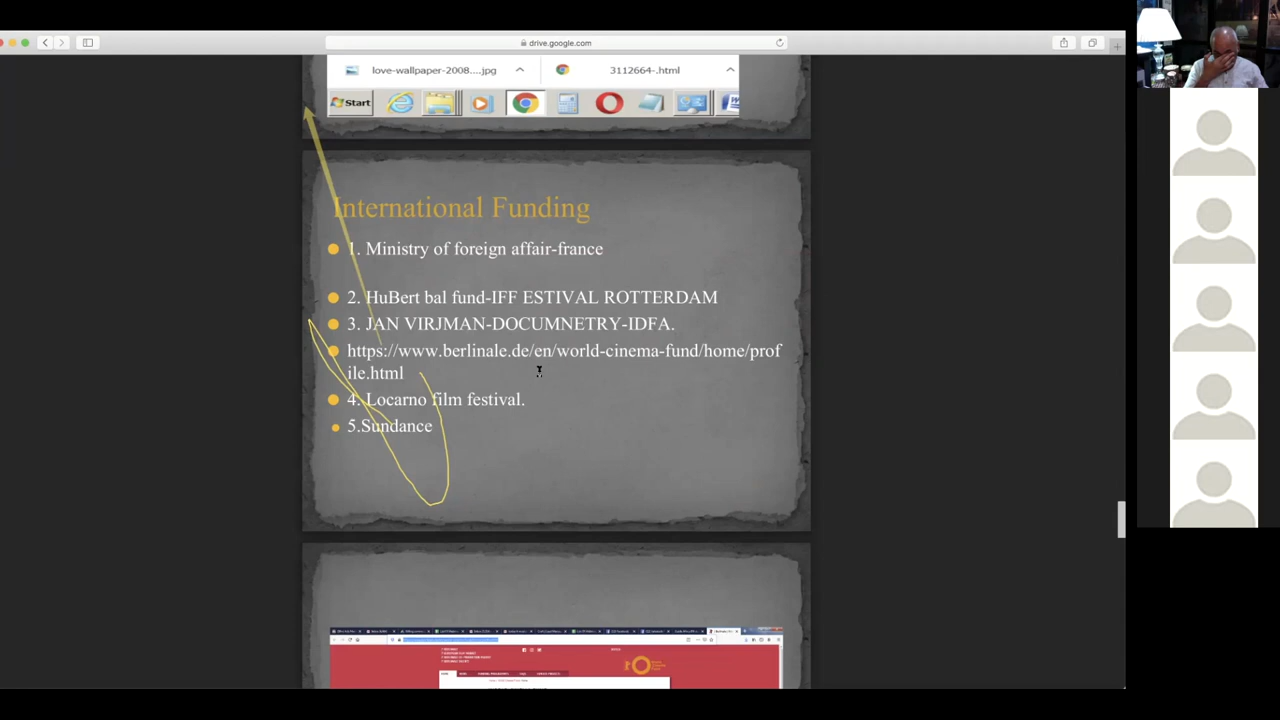 drive.google.com
love-wallpaper-2008....jpg
3112664-.html
Start
International Funding
1. Ministry of foreign affair-france
2. HuBert bal fund-IFF ESTIVAL ROTTERDAM
3. JAN VIRJMAN-DOCUMNETRY-IDFA.
https://www.berlinale.de/en/world-cinema-fund/home/prof
ile.html
4. Locarno film festival.
5.Sundance